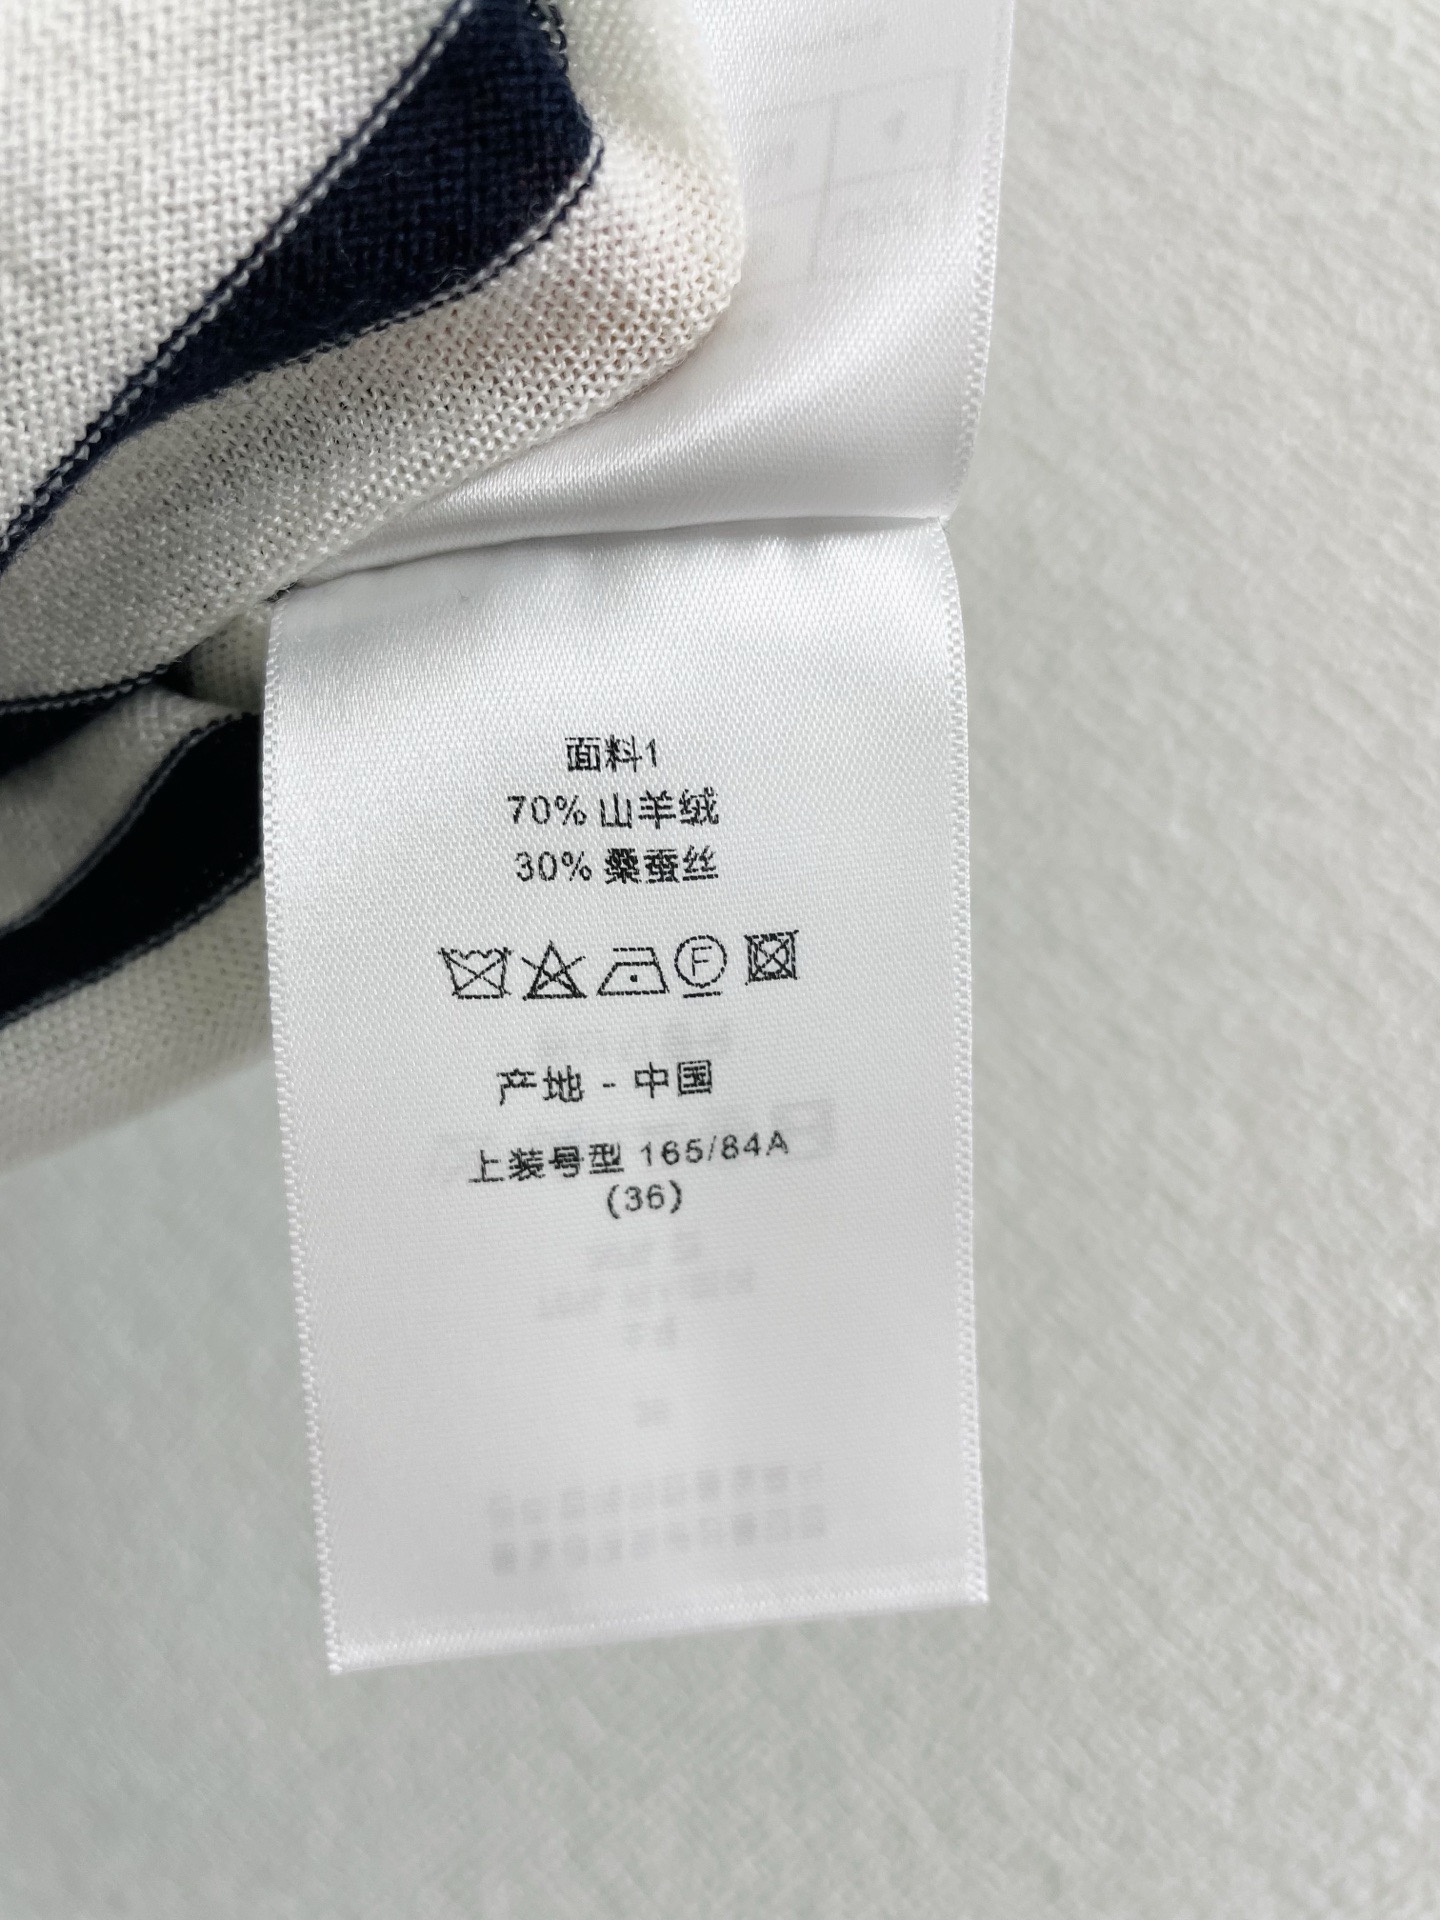 面料1
70% 山羊绒
30% 桑蚕丝
F
产地 - 中国
上装号型 165/84A
(36)